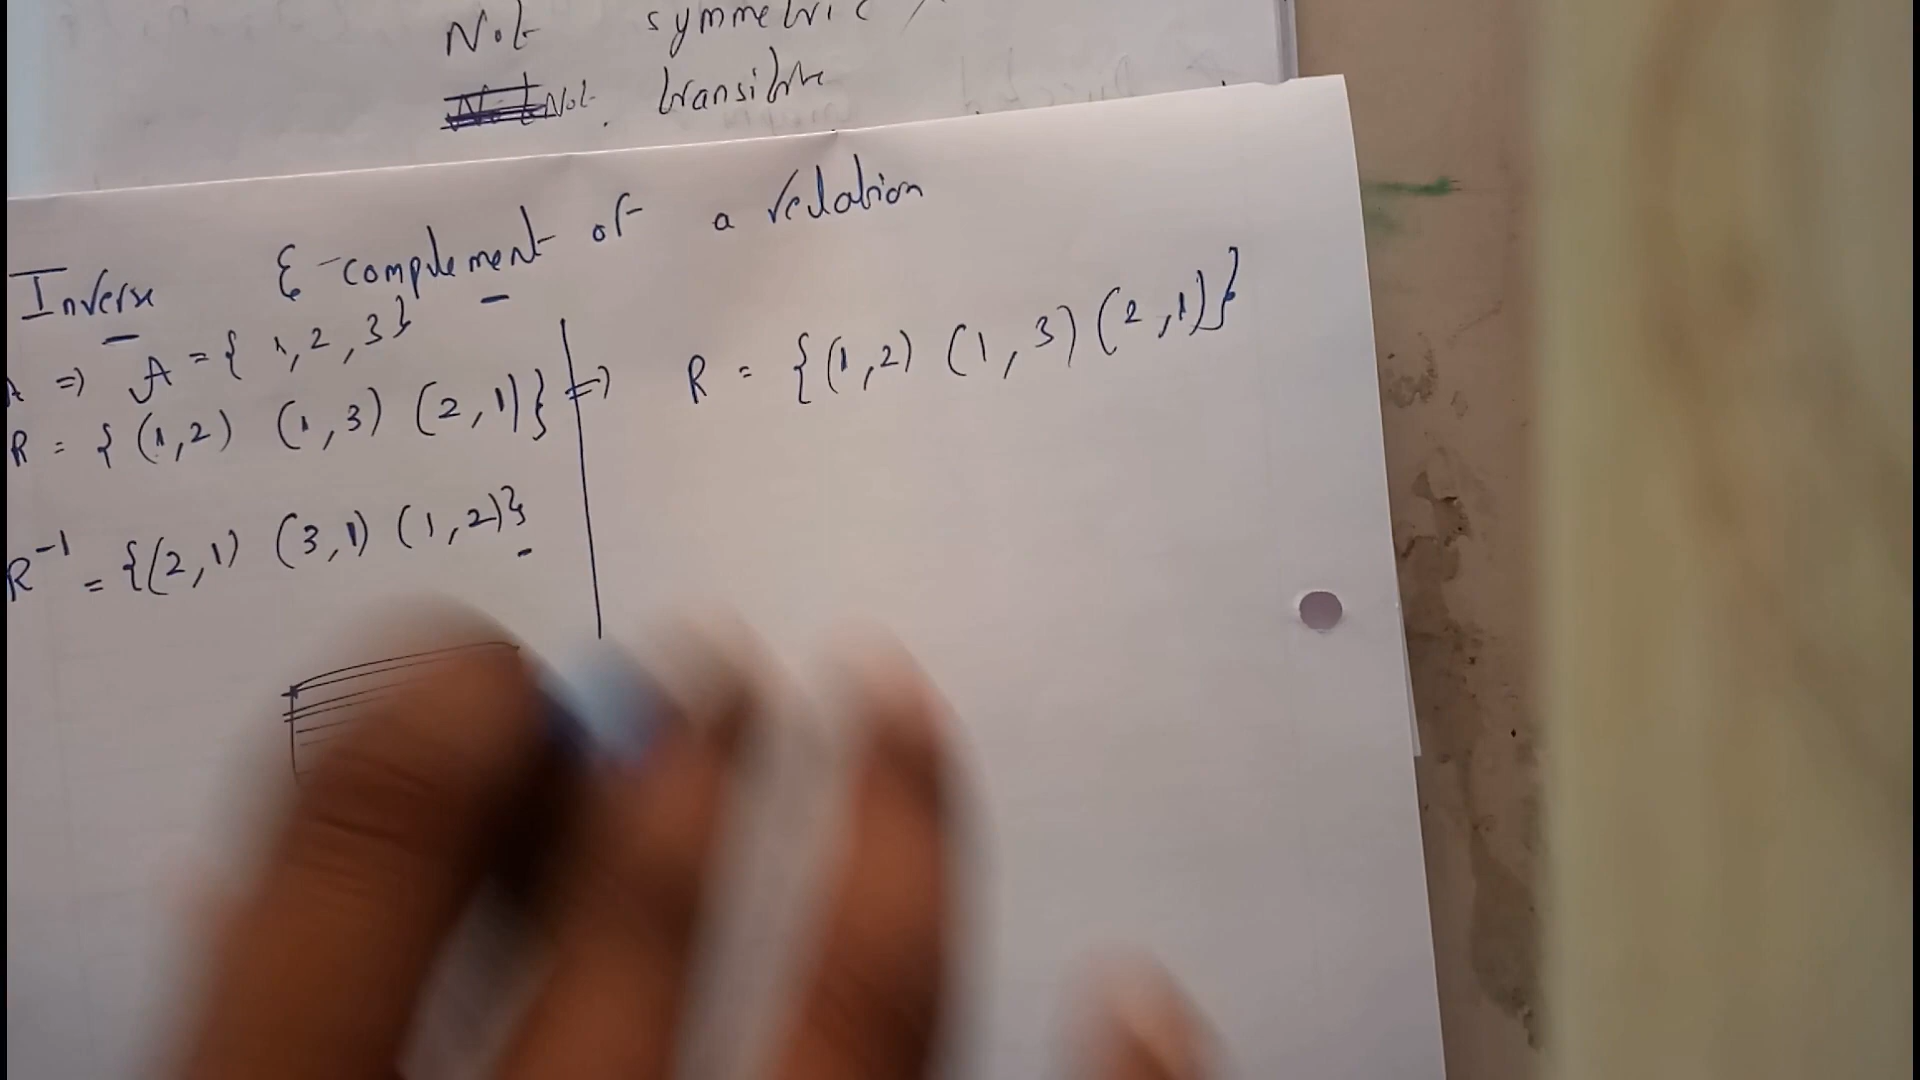 Not symmetric
Not transitive
Inverse & complement of a relation
=) A = { 1, 2, 3}
R = { (1,2) (1,3) (2,1)}
R⁻¹ = {(2,1) (3,1) (1,2)}
=) R = {(1,2) (1,3) (2,1)}